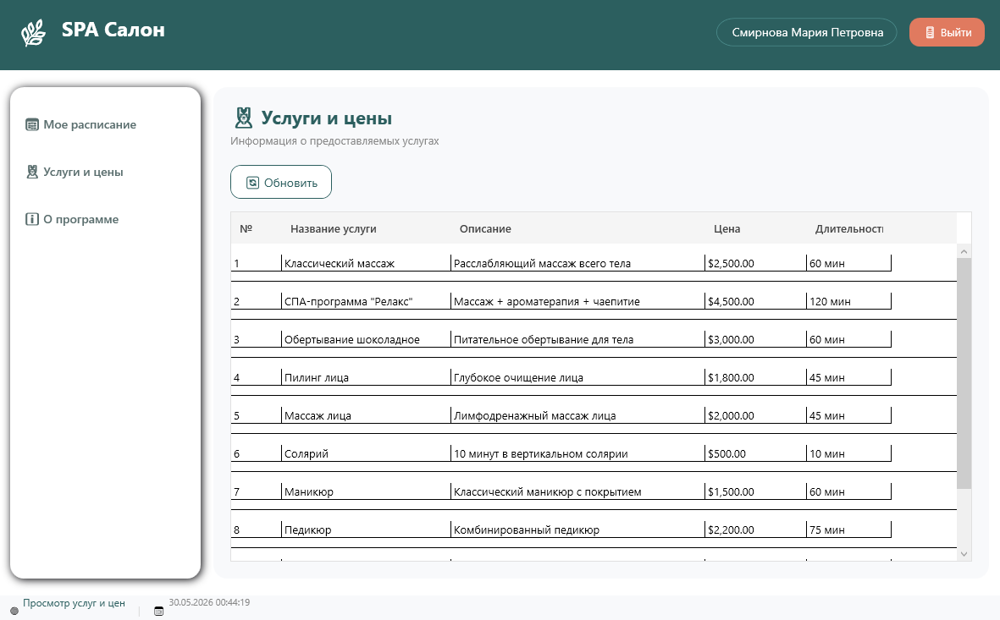 SPA Салон
Смирнова Мария Петровна
Выйти
Мое расписание
Услуги и цены
О программе
Услуги и цены
Информация о предоставляемых услугах
Обновить
№ Название услуги Описание Цена Длительност
1 Классический массаж Расслабляющий массаж всего тела $2,500.00 60 мин
2 СПА-программа "Релакс" Массаж + ароматерапия + чаепитие $4,500.00 120 мин
3 Обертывание шоколадное Питательное обертывание для тела $3,000.00 60 мин
4 Пилинг лица Глубокое очищение лица $1,800.00 45 мин
5 Массаж лица Лимфодренажный массаж лица $2,000.00 45 мин
6 Солярий 10 минут в вертикальном солярии $500.00 10 мин
7 Маникюр Классический маникюр с покрытием $1,500.00 60 мин
8 Педикюр Комбинированный педикюр $2,200.00 75 мин
Просмотр услуг и цен
30.05.2026 00:44:19